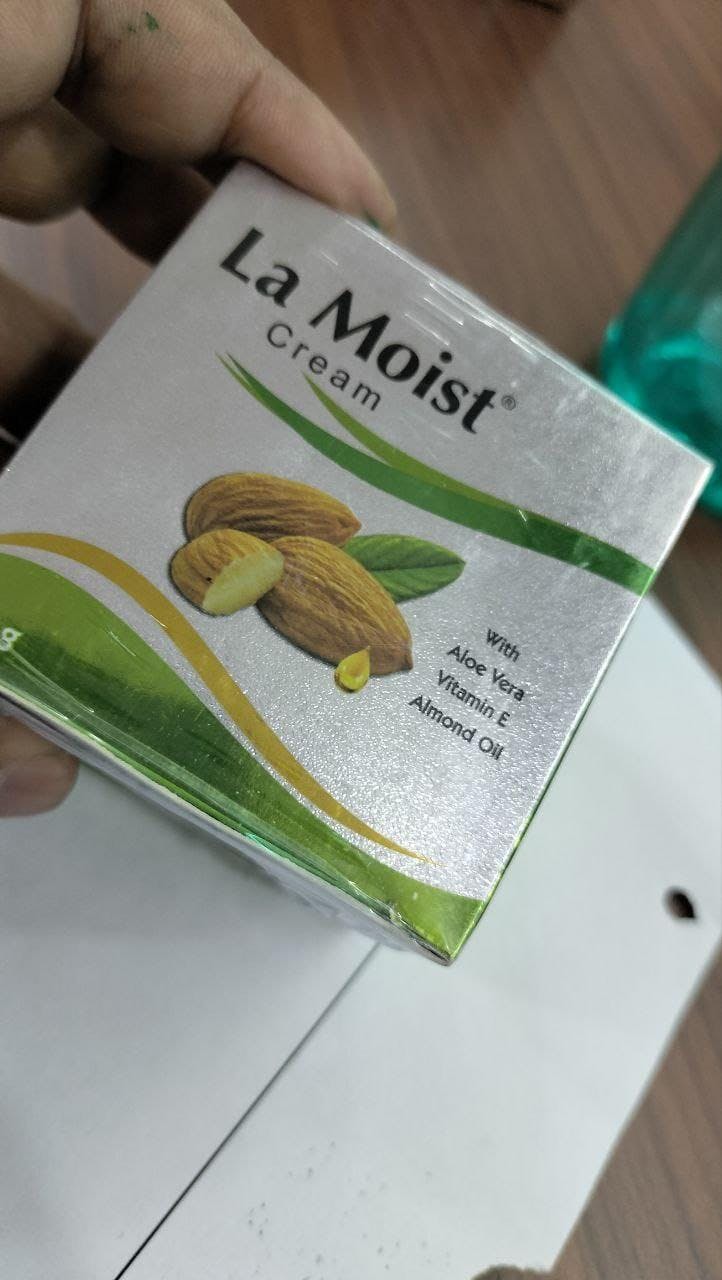 La Moist®
Cream
With
Aloe Vera
Vitamin E
Almond Oil
g